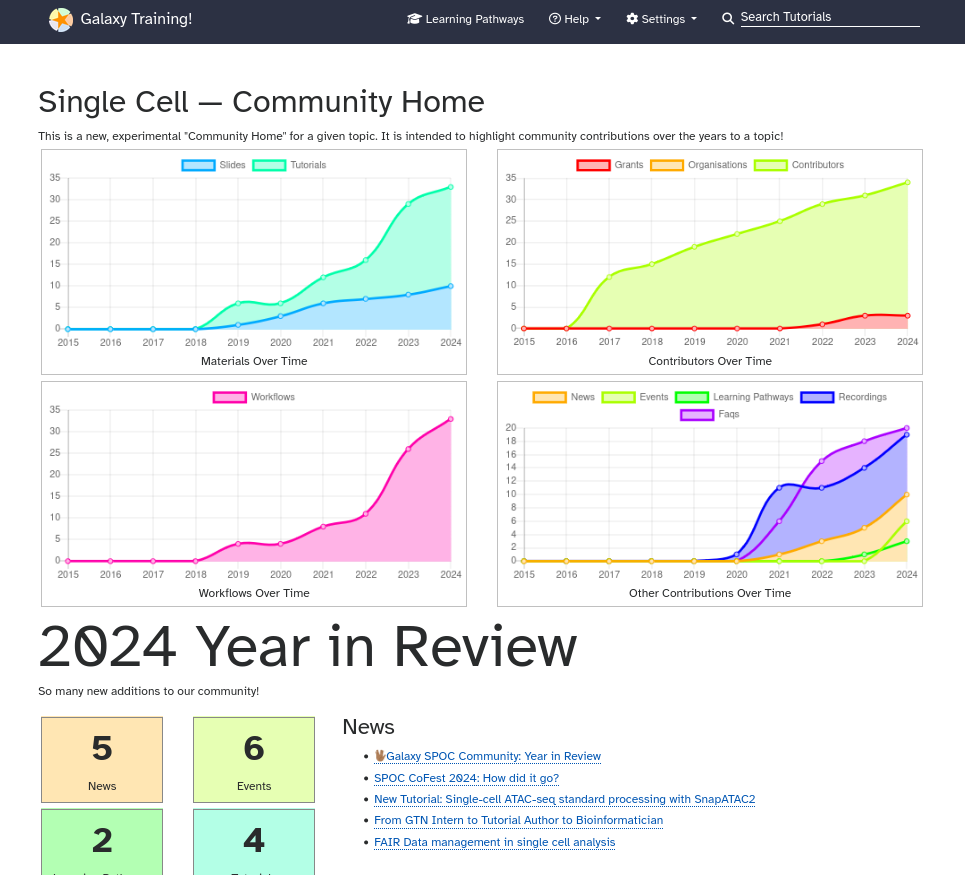 Galaxy Training!
Learning Pathways
Help
Settings
Search Tutorials
Single Cell — Community Home
This is a new, experimental "Community Home" for a given topic. It is intended to highlight community contributions over the years to a topic!
Slides Tutorials
35
30
25
20
15
10
5
0
2015 2016 2017 2018 2019 2020 2021 2022 2023 2024
Materials Over Time
Grants Organisations Contributors
35
30
25
20
15
10
5
0
2015 2016 2017 2018 2019 2020 2021 2022 2023 2024
Contributors Over Time
Workflows
35
30
25
20
15
10
5
0
2015 2016 2017 2018 2019 2020 2021 2022 2023 2024
Workflows Over Time
News Events Learning Pathways Recordings
Faqs
20
18
16
14
12
10
8
6
4
2
0
2015 2016 2017 2018 2019 2020 2021 2022 2023 2024
Other Contributions Over Time
2024 Year in Review
So many new additions to our community!
5
News
6
Events
2
4
News
Galaxy SPOC Community: Year in Review
SPOC CoFest 2024: How did it go?
New Tutorial: Single-cell ATAC-seq standard processing with SnapATAC2
From GTN Intern to Tutorial Author to Bioinformatician
FAIR Data management in single cell analysis